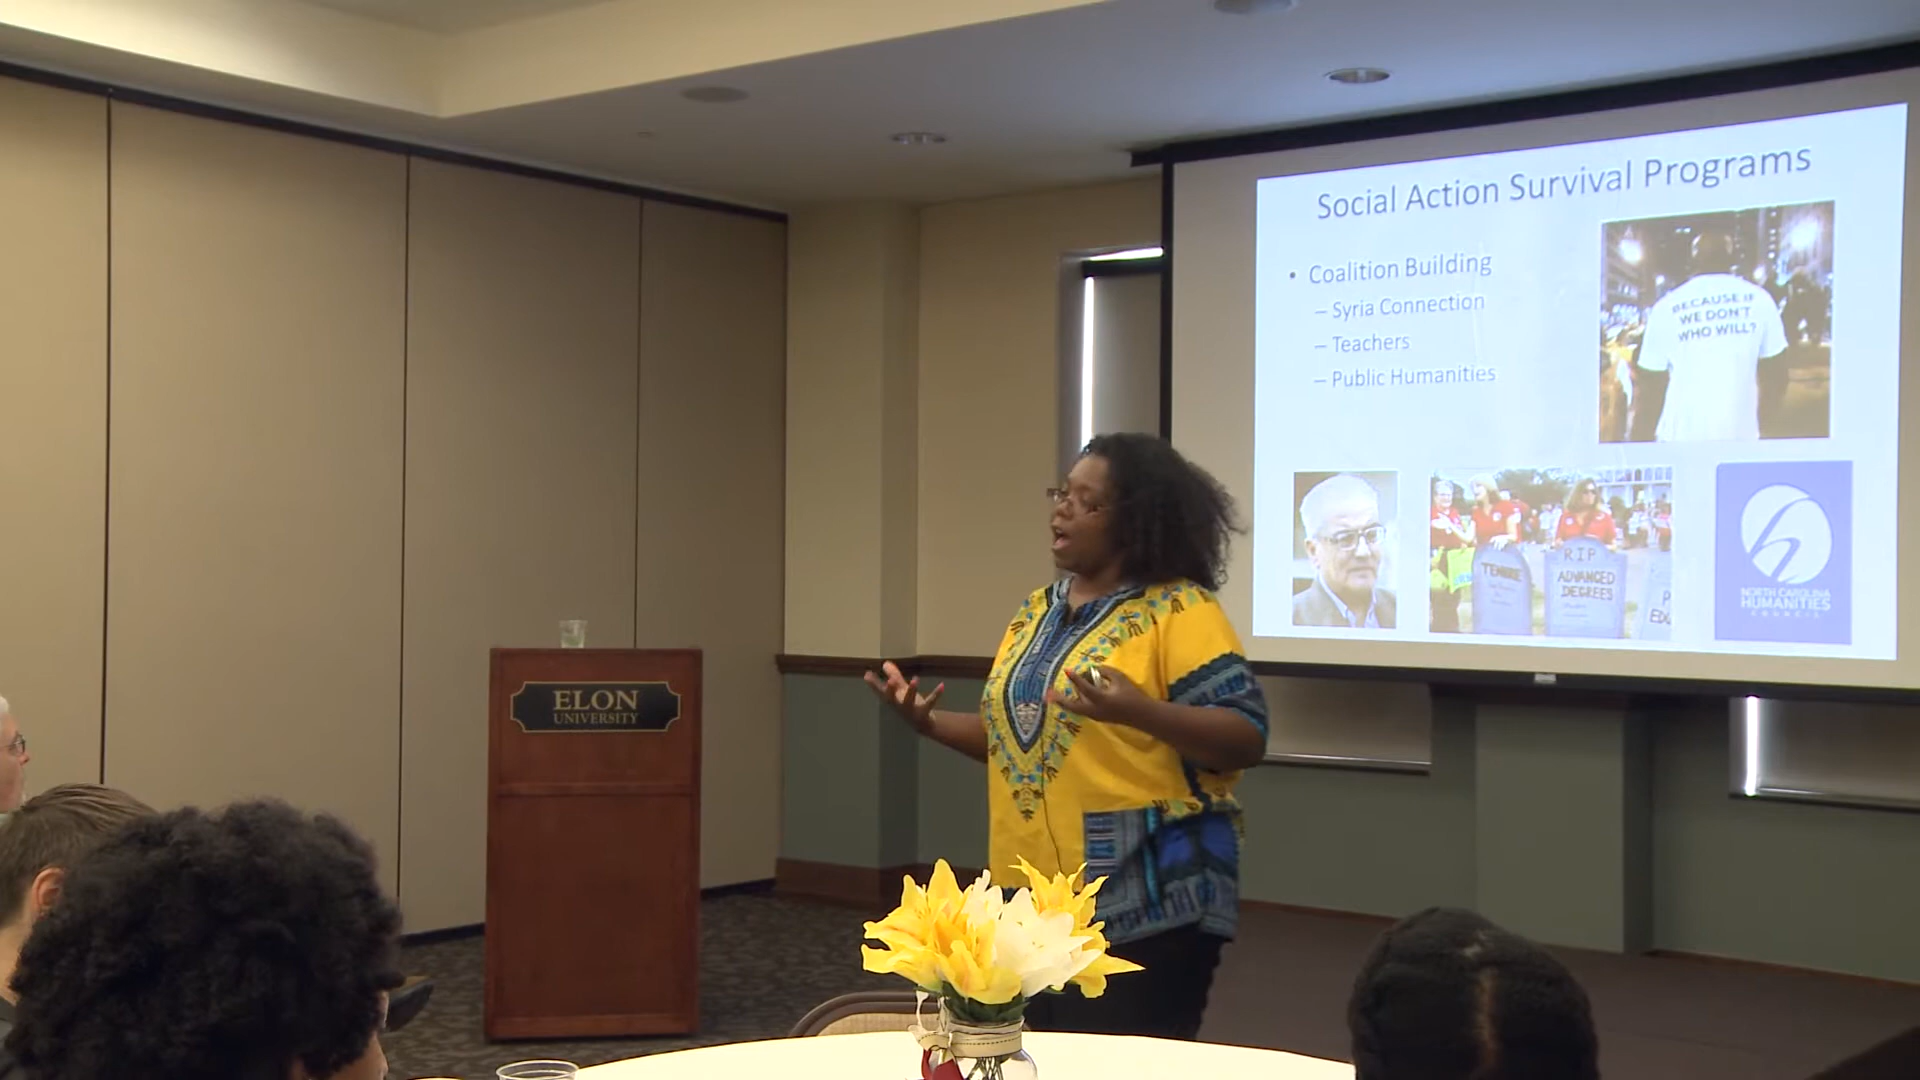 Social Action Survival Programs
• Coalition Building
– Syria Connection
– Teachers
– Public Humanities
BECAUSE IF
WE DON'T
WHO WILL?
TENURE
RIP
ADVANCED
DEGREES
NORTH CAROLINA
HUMANITIES
COUNCIL
ELON
UNIVERSITY